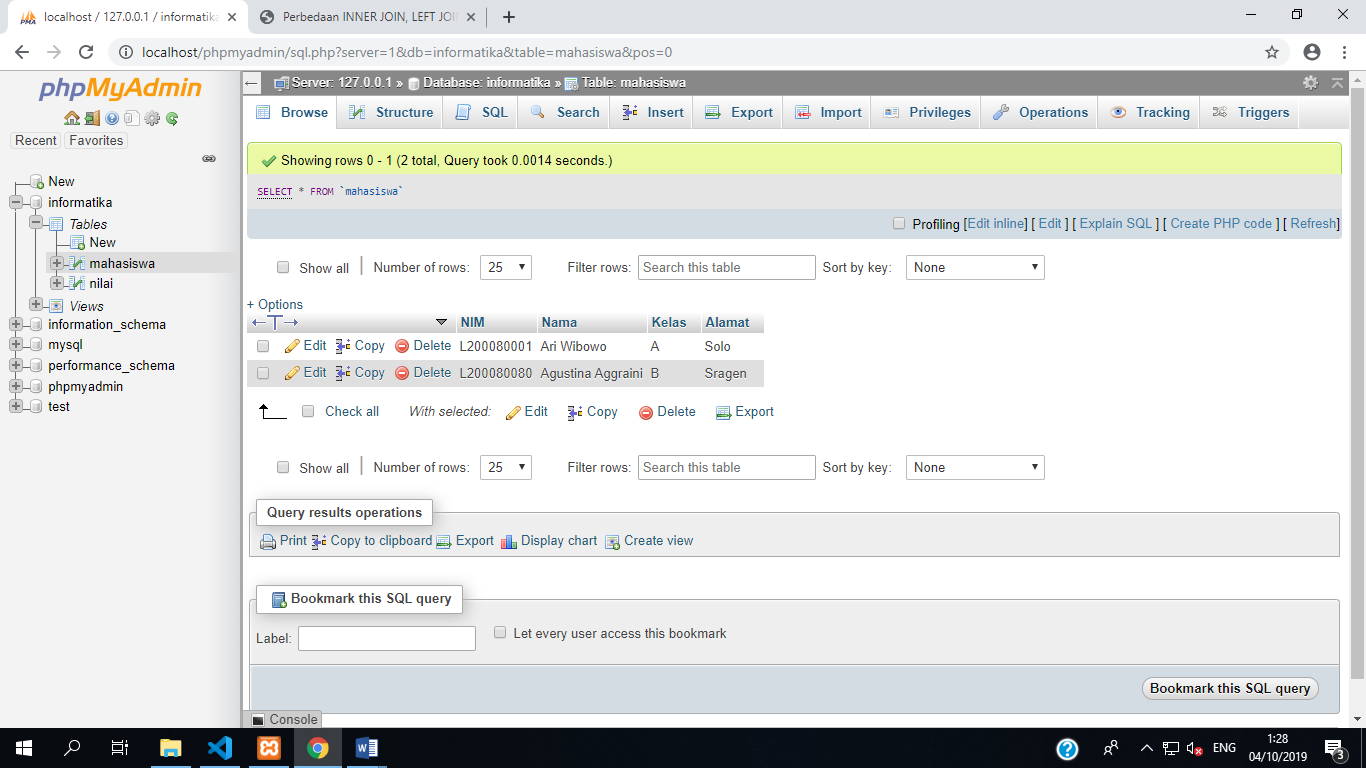 localhost / 127.0.0.1 / informatika
Perbedaan INNER JOIN, LEFT JOI
localhost/phpmyadmin/sql.php?server=1&db=informatika&table=mahasiswa&pos=0
phpMyAdmin
Recent Favorites
New
informatika
Tables
New
mahasiswa
nilai
Views
information_schema
mysql
performance_schema
phpmyadmin
test
Server: 127.0.0.1 » Database: informatika » Table: mahasiswa
Browse Structure SQL Search Insert Export Import Privileges Operations Tracking Triggers
Showing rows 0 - 1 (2 total, Query took 0.0014 seconds.)
SELECT * FROM `mahasiswa`
Profiling [Edit inline] [ Edit ] [ Explain SQL ] [ Create PHP code ] [ Refresh]
Show all | Number of rows: 25 Filter rows: Search this table Sort by key: None
+ Options
NIM Nama Kelas Alamat
Edit Copy Delete L200080001 Ari Wibowo A Solo
Edit Copy Delete L200080080 Agustina Aggraini B Sragen
Check all With selected: Edit Copy Delete Export
Show all | Number of rows: 25 Filter rows: Search this table Sort by key: None
Query results operations
Print Copy to clipboard Export Display chart Create view
Bookmark this SQL query
Label: Let every user access this bookmark
Bookmark this SQL query
Console
ENG 1:28
04/10/2019 3